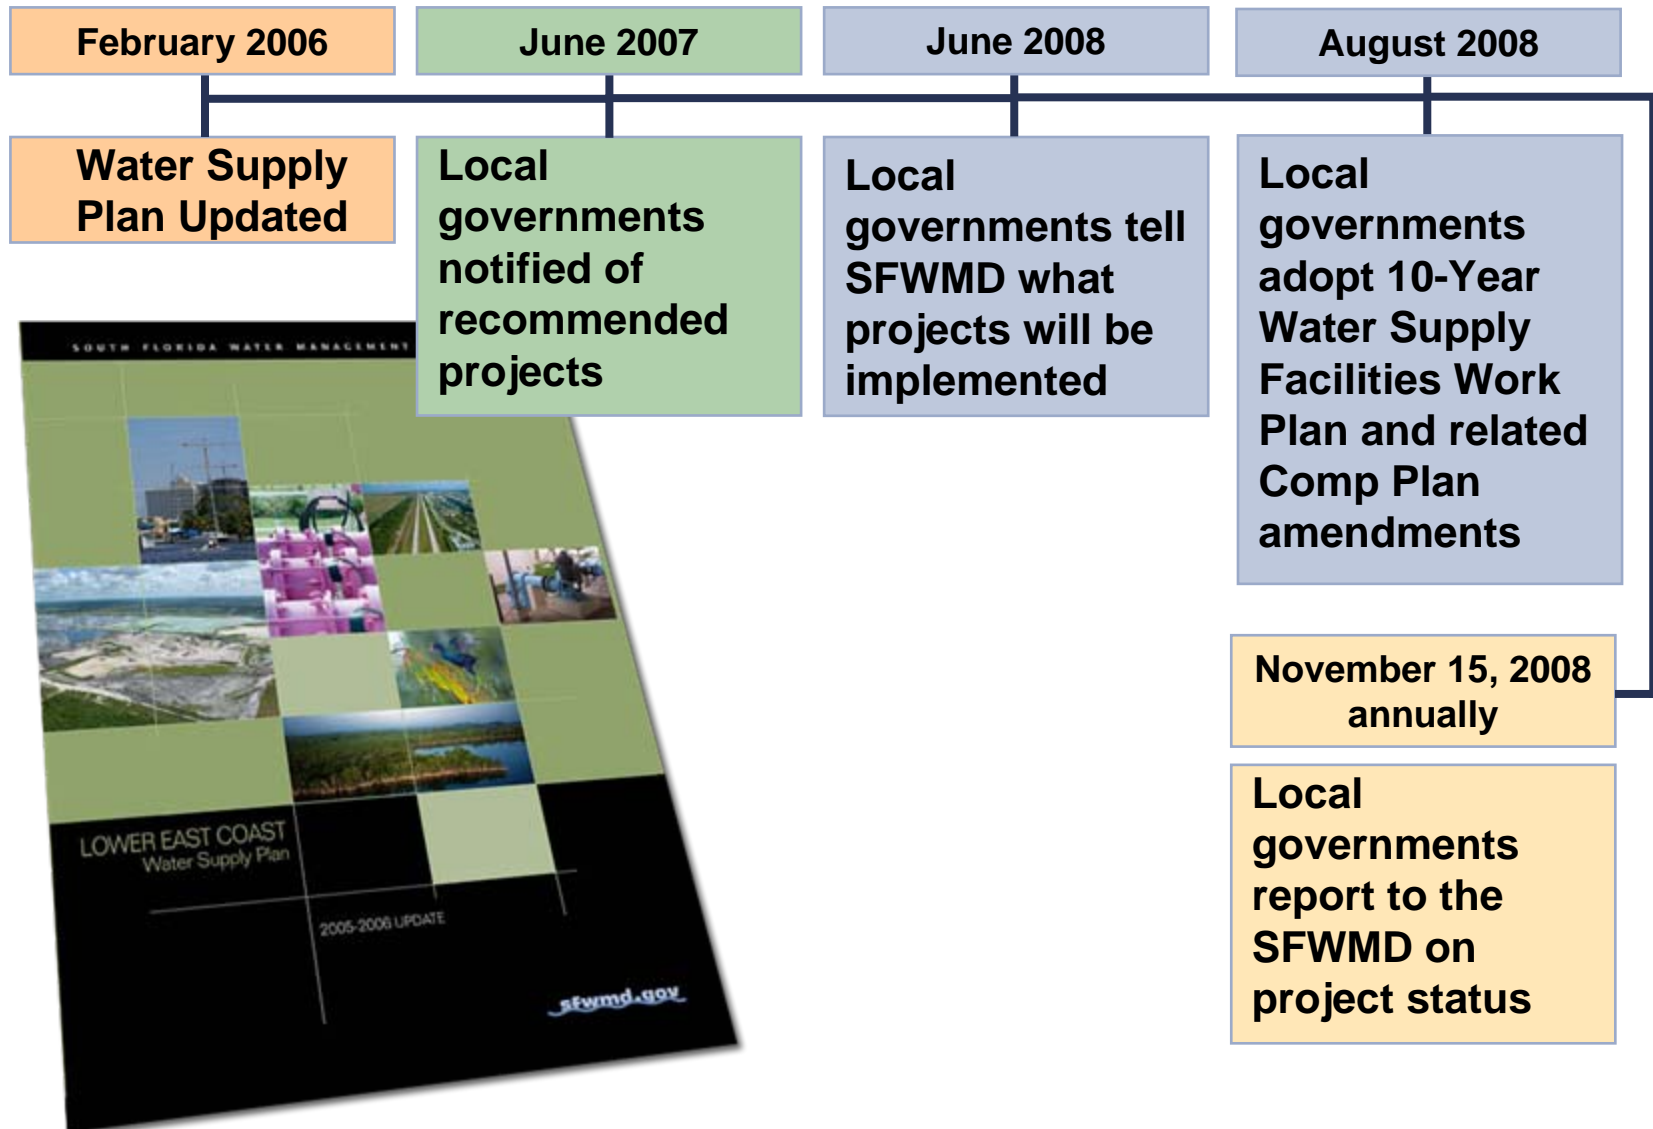 February 2006
June 2007
June 2008
August 2008
Water Supply
Plan Updated
Local
governments
notified of
recommended
projects
Local
governments tell
SFWMD what
projects will be
implemented
Local
governments
adopt 10-Year
Water Supply
Facilities Work
Plan and related
Comp Plan
amendments
November 15, 2008
annually
Local
governments
report to the
SFWMD on
project status
SOUTH FLORIDA WATER MANAGEMENT
LOWER EAST COAST
Water Supply Plan
2005-2006 UPDATE
sfwmd.gov